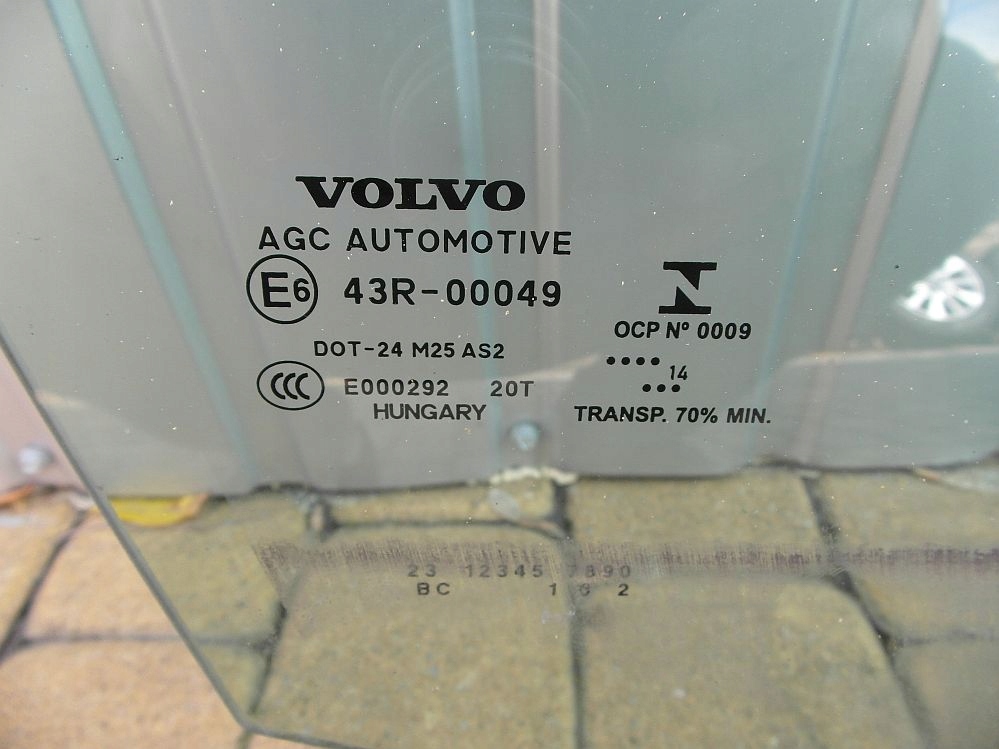 VOLVO
AGC AUTOMOTIVE
E6 43R-00049
DOT-24 M25 AS2
CCC E000292 20T
HUNGARY
N
OCP Nº 0009
•••• 14
•••
TRANSP. 70% MIN.
23 12345 7890
BC 1 2